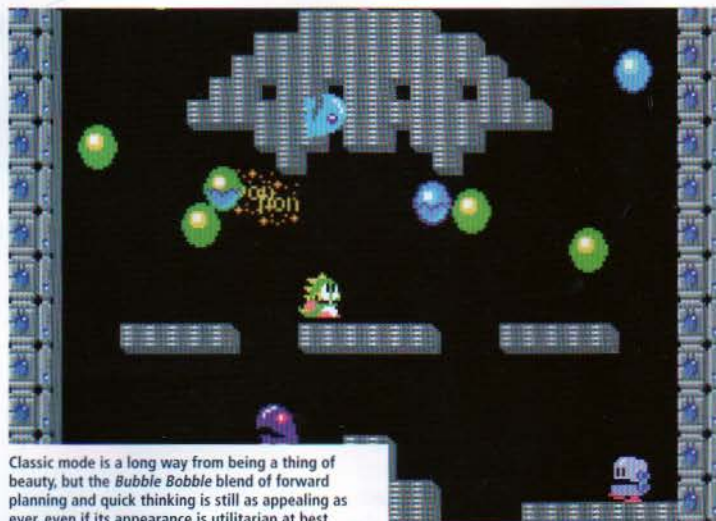 Classic mode is a long way from being a thing of
beauty, but the Bubble Bobble blend of forward
planning and quick thinking is still as appealing as
ever, even if its appearance is utilitarian at best